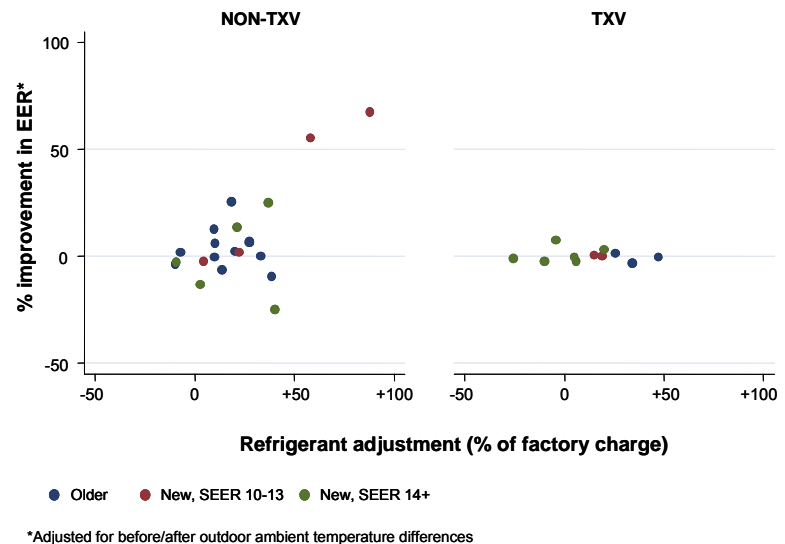 NON-TXV
TXV
% improvement in EER*
100
50
0
-50
-50
0
+50
+100
-50
0
+50
+100
Refrigerant adjustment (% of factory charge)
Older
New, SEER 10-13
New, SEER 14+
*Adjusted for before/after outdoor ambient temperature differences